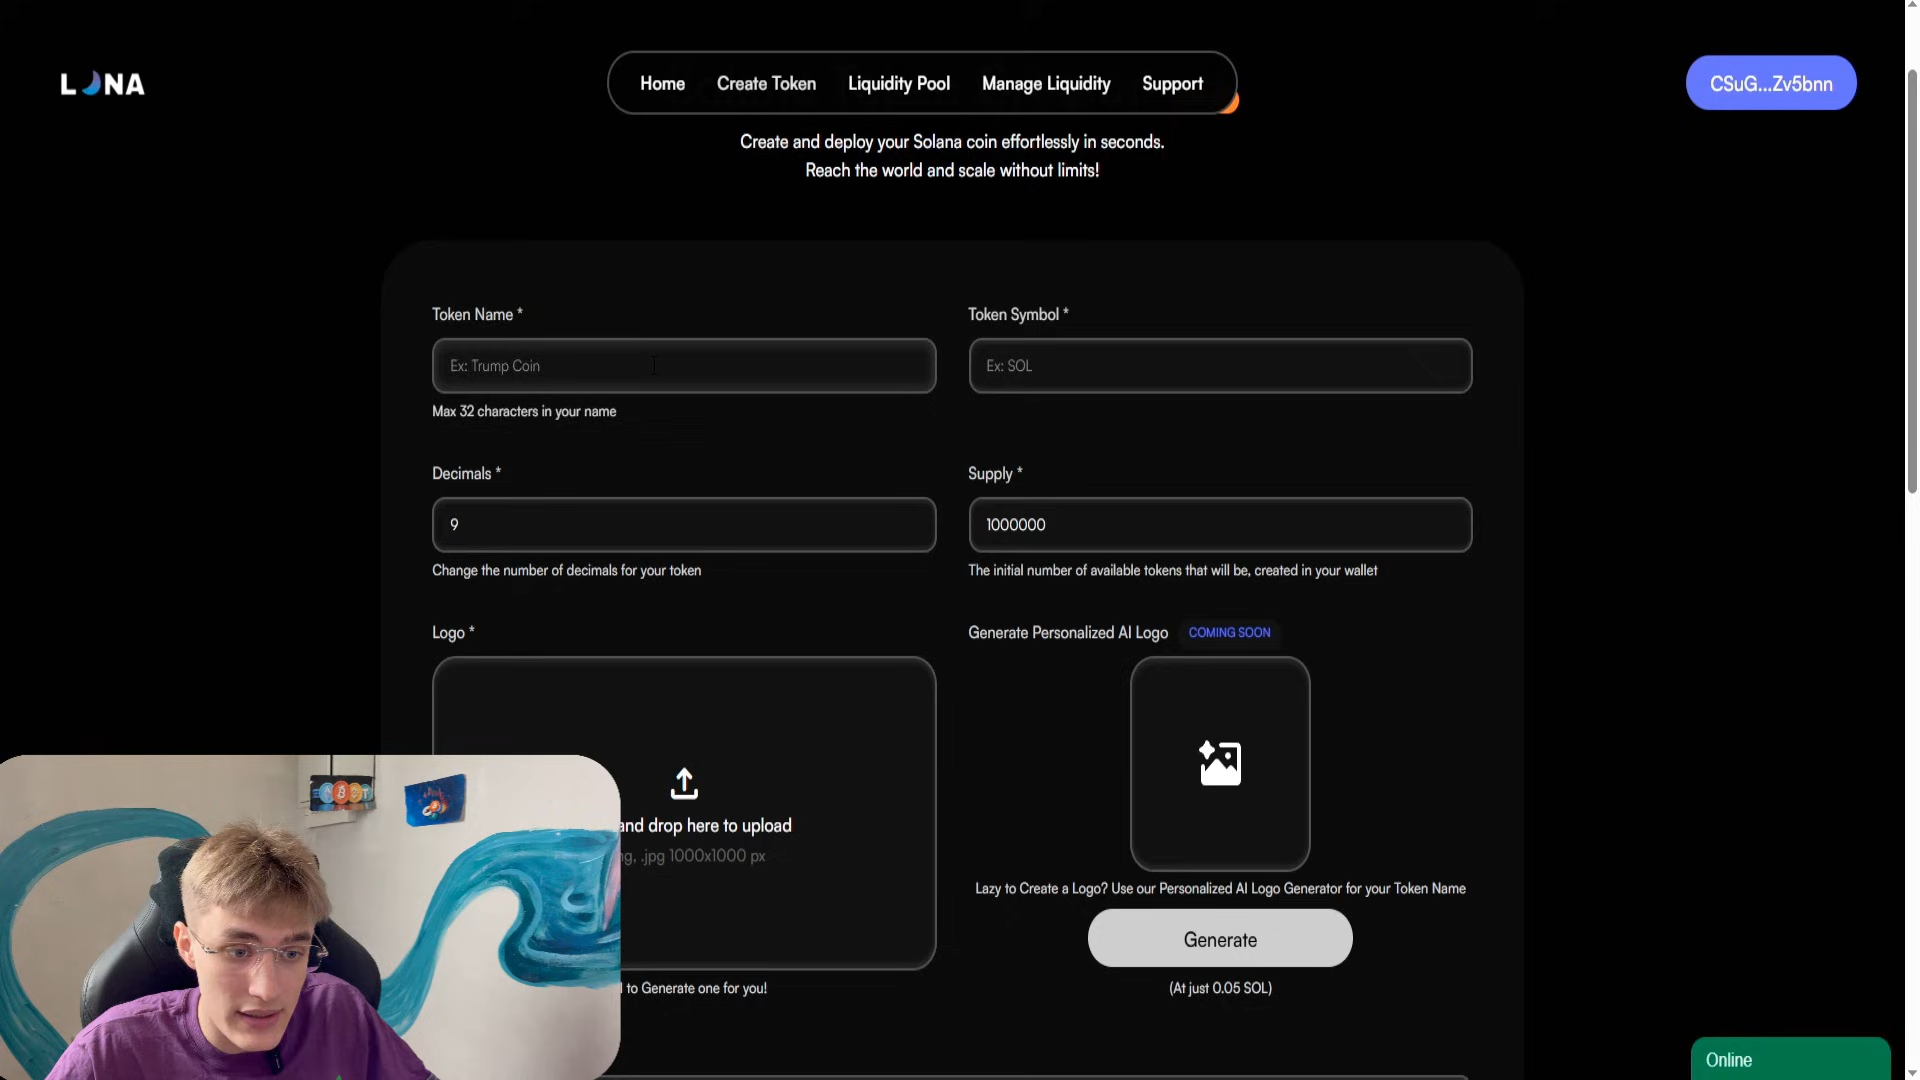 LUNA
Home Create Token Liquidity Pool Manage Liquidity Support
CSuG...Zv5bnn
Create and deploy your Solana coin effortlessly in seconds.
Reach the world and scale without limits!
Token Name *
Token Symbol *
Ex: Trump Coin
Ex: SOL
Max 32 characters in your name
Decimals *
Supply *
9
1000000
Change the number of decimals for your token
The initial number of available tokens that will be, created in your wallet
Logo *
Generate Personalized AI Logo COMING SOON
and drop here to upload
.jpg 1000x1000 px
Lazy to Create a Logo? Use our Personalized AI Logo Generator for your Token Name
Generate
to Generate one for you!
(At just 0.05 SOL)
Online